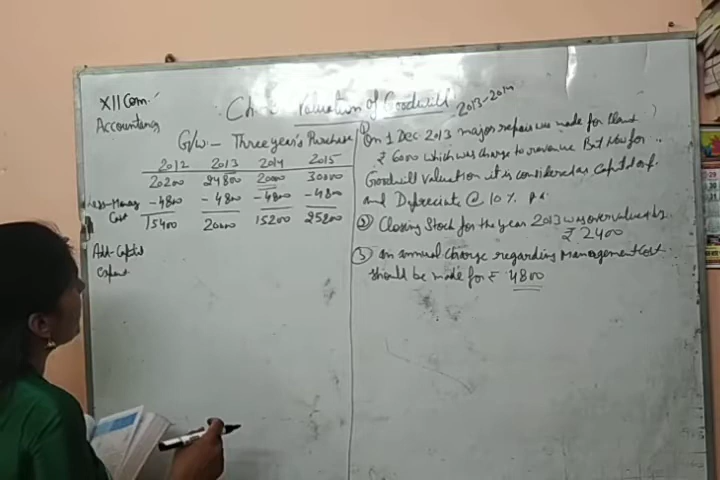 XII Com.
Accountancy
Ch - Valuation of Goodwill
2013-2014
G/w:- Three year's Purchase
2012 2013 2014 2015
20200 24800 20000 30000
Less-Manag -4800 -4800 -4800 -4800
Cost 15400 20000 15200 25200
Add-Capital
Expend
① On 1 Dec 2013 major repair was made for Plant
₹ 6000 which was charge to revenue But Now for
Goodwill Valuation it is considered as Capital exp.
and Depreciate @ 10% p.a
② Closing Stock for the year 2013 was overvalued by
₹ 2400
③ an annual charge regarding management cost
should be made for ₹ 4800